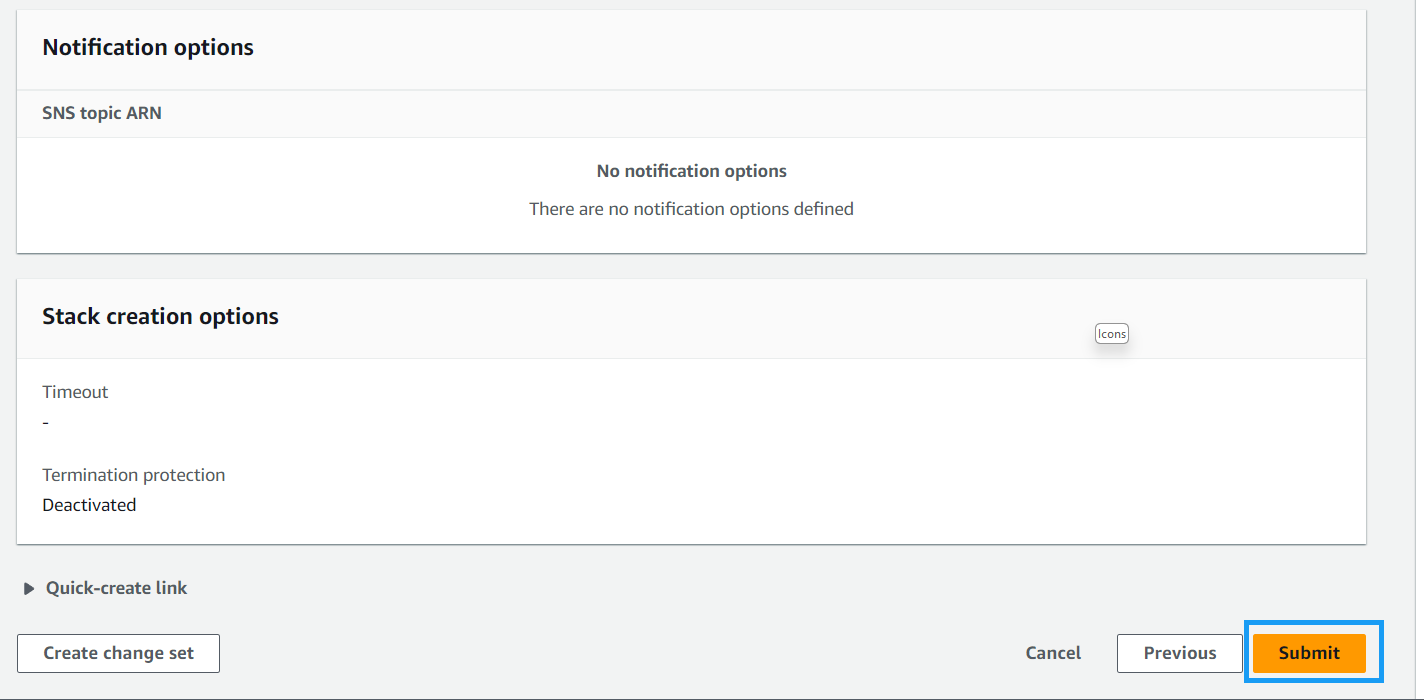 Notification options
SNS topic ARN
No notification options
There are no notification options defined
Stack creation options
Icons
Timeout
-
Termination protection
Deactivated
Quick-create link
Create change set
Cancel
Previous
Submit